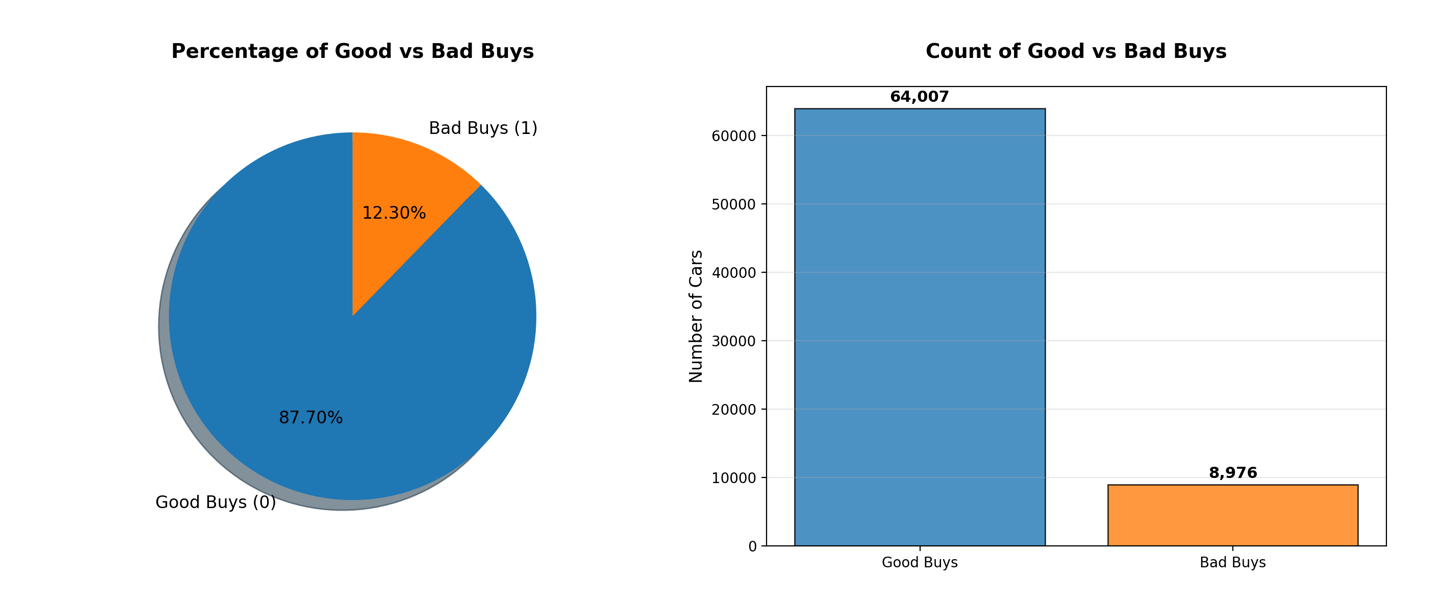 Percentage of Good vs Bad Buys
Bad Buys (1)
12.30%
87.70%
Good Buys (0)
Count of Good vs Bad Buys
64,007
8,976
Number of Cars
60000
50000
40000
30000
20000
10000
0
Good Buys
Bad Buys